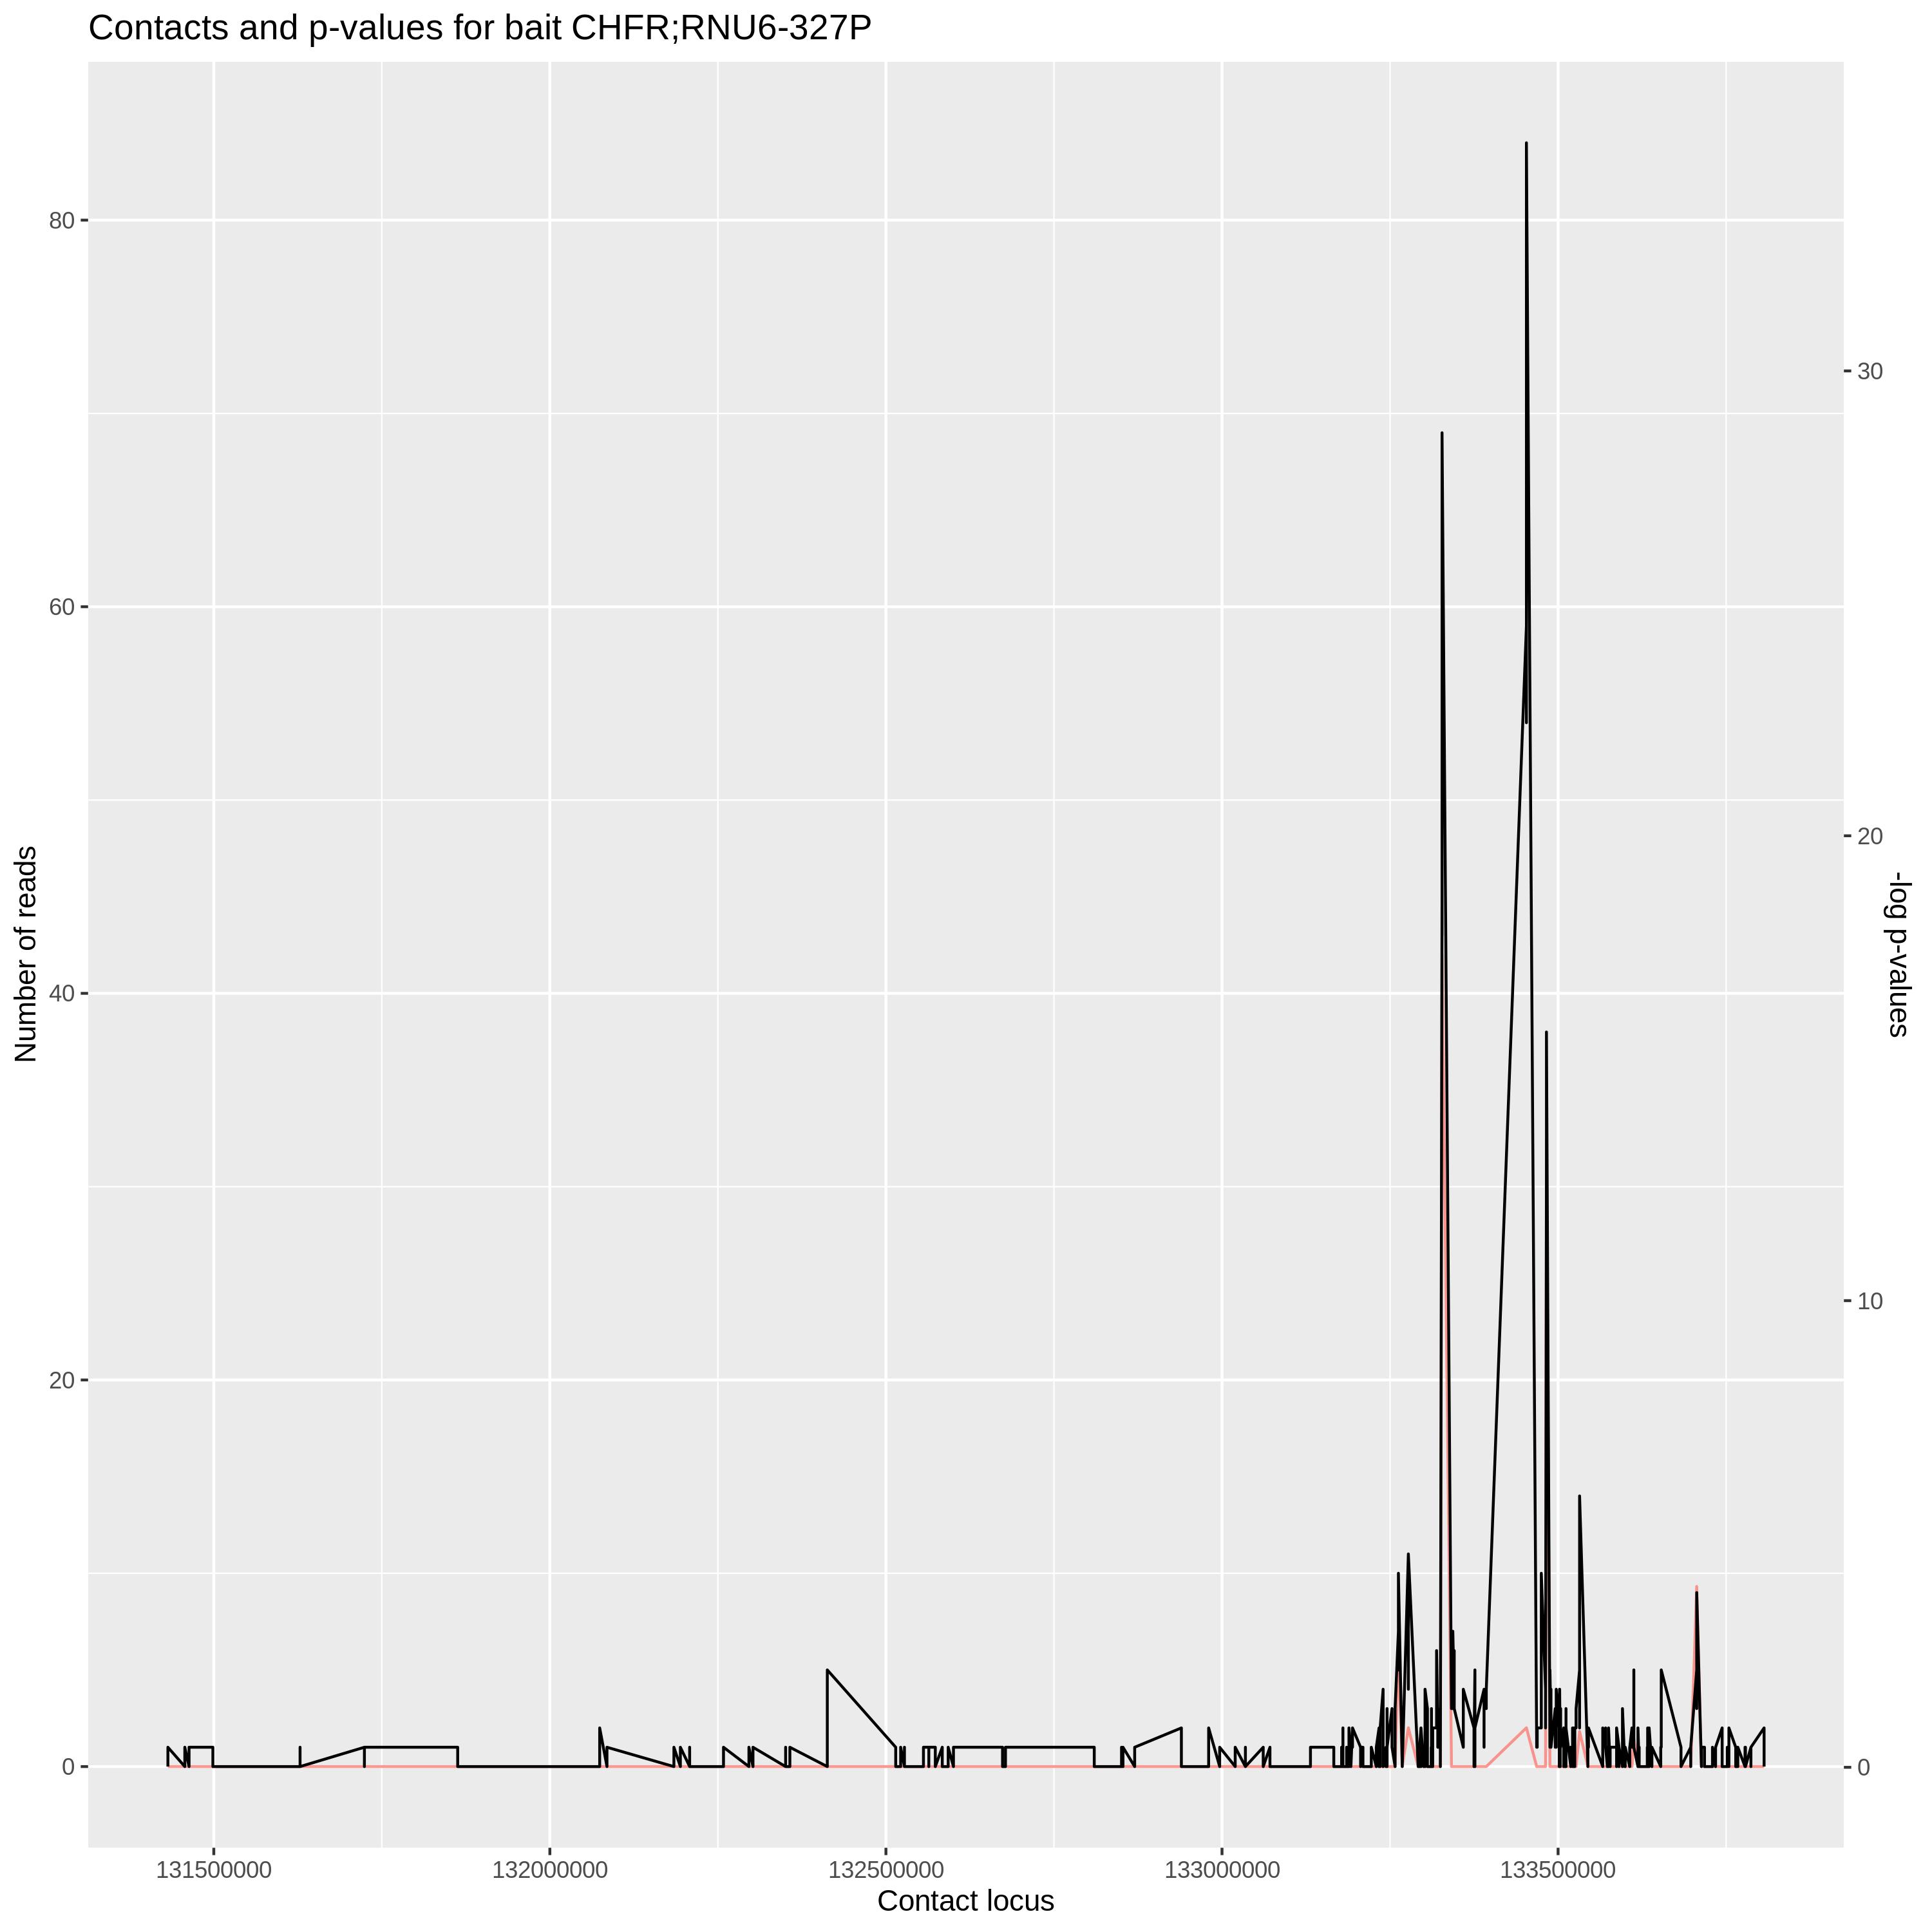 Contacts and p-values for bait CHFR;RNU6-327P
80
60
40
20
0
Number of reads
30
20
10
0
-log p-values
131500000 132000000 132500000 133000000 133500000
Contact locus